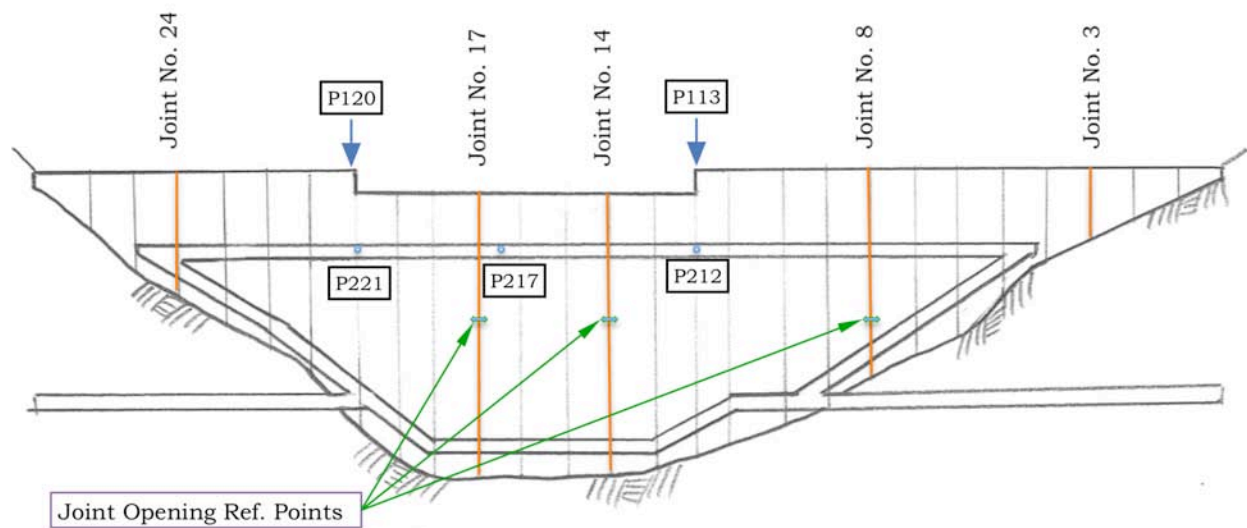 Joint No. 24
Joint No. 17
Joint No. 14
Joint No. 8
Joint No. 3
P120
P113
P221
P217
P212
Joint Opening Ref. Points